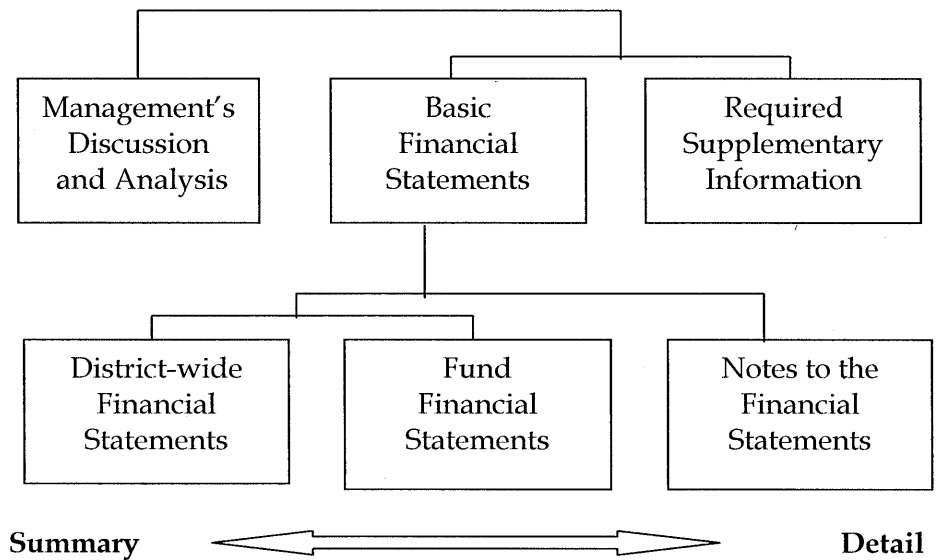 Management's
Discussion
and Analysis
Basic
Financial
Statements
Required
Supplementary
Information
District-wide
Financial
Statements
Fund
Financial
Statements
Notes to the
Financial
Statements
Summary
Detail